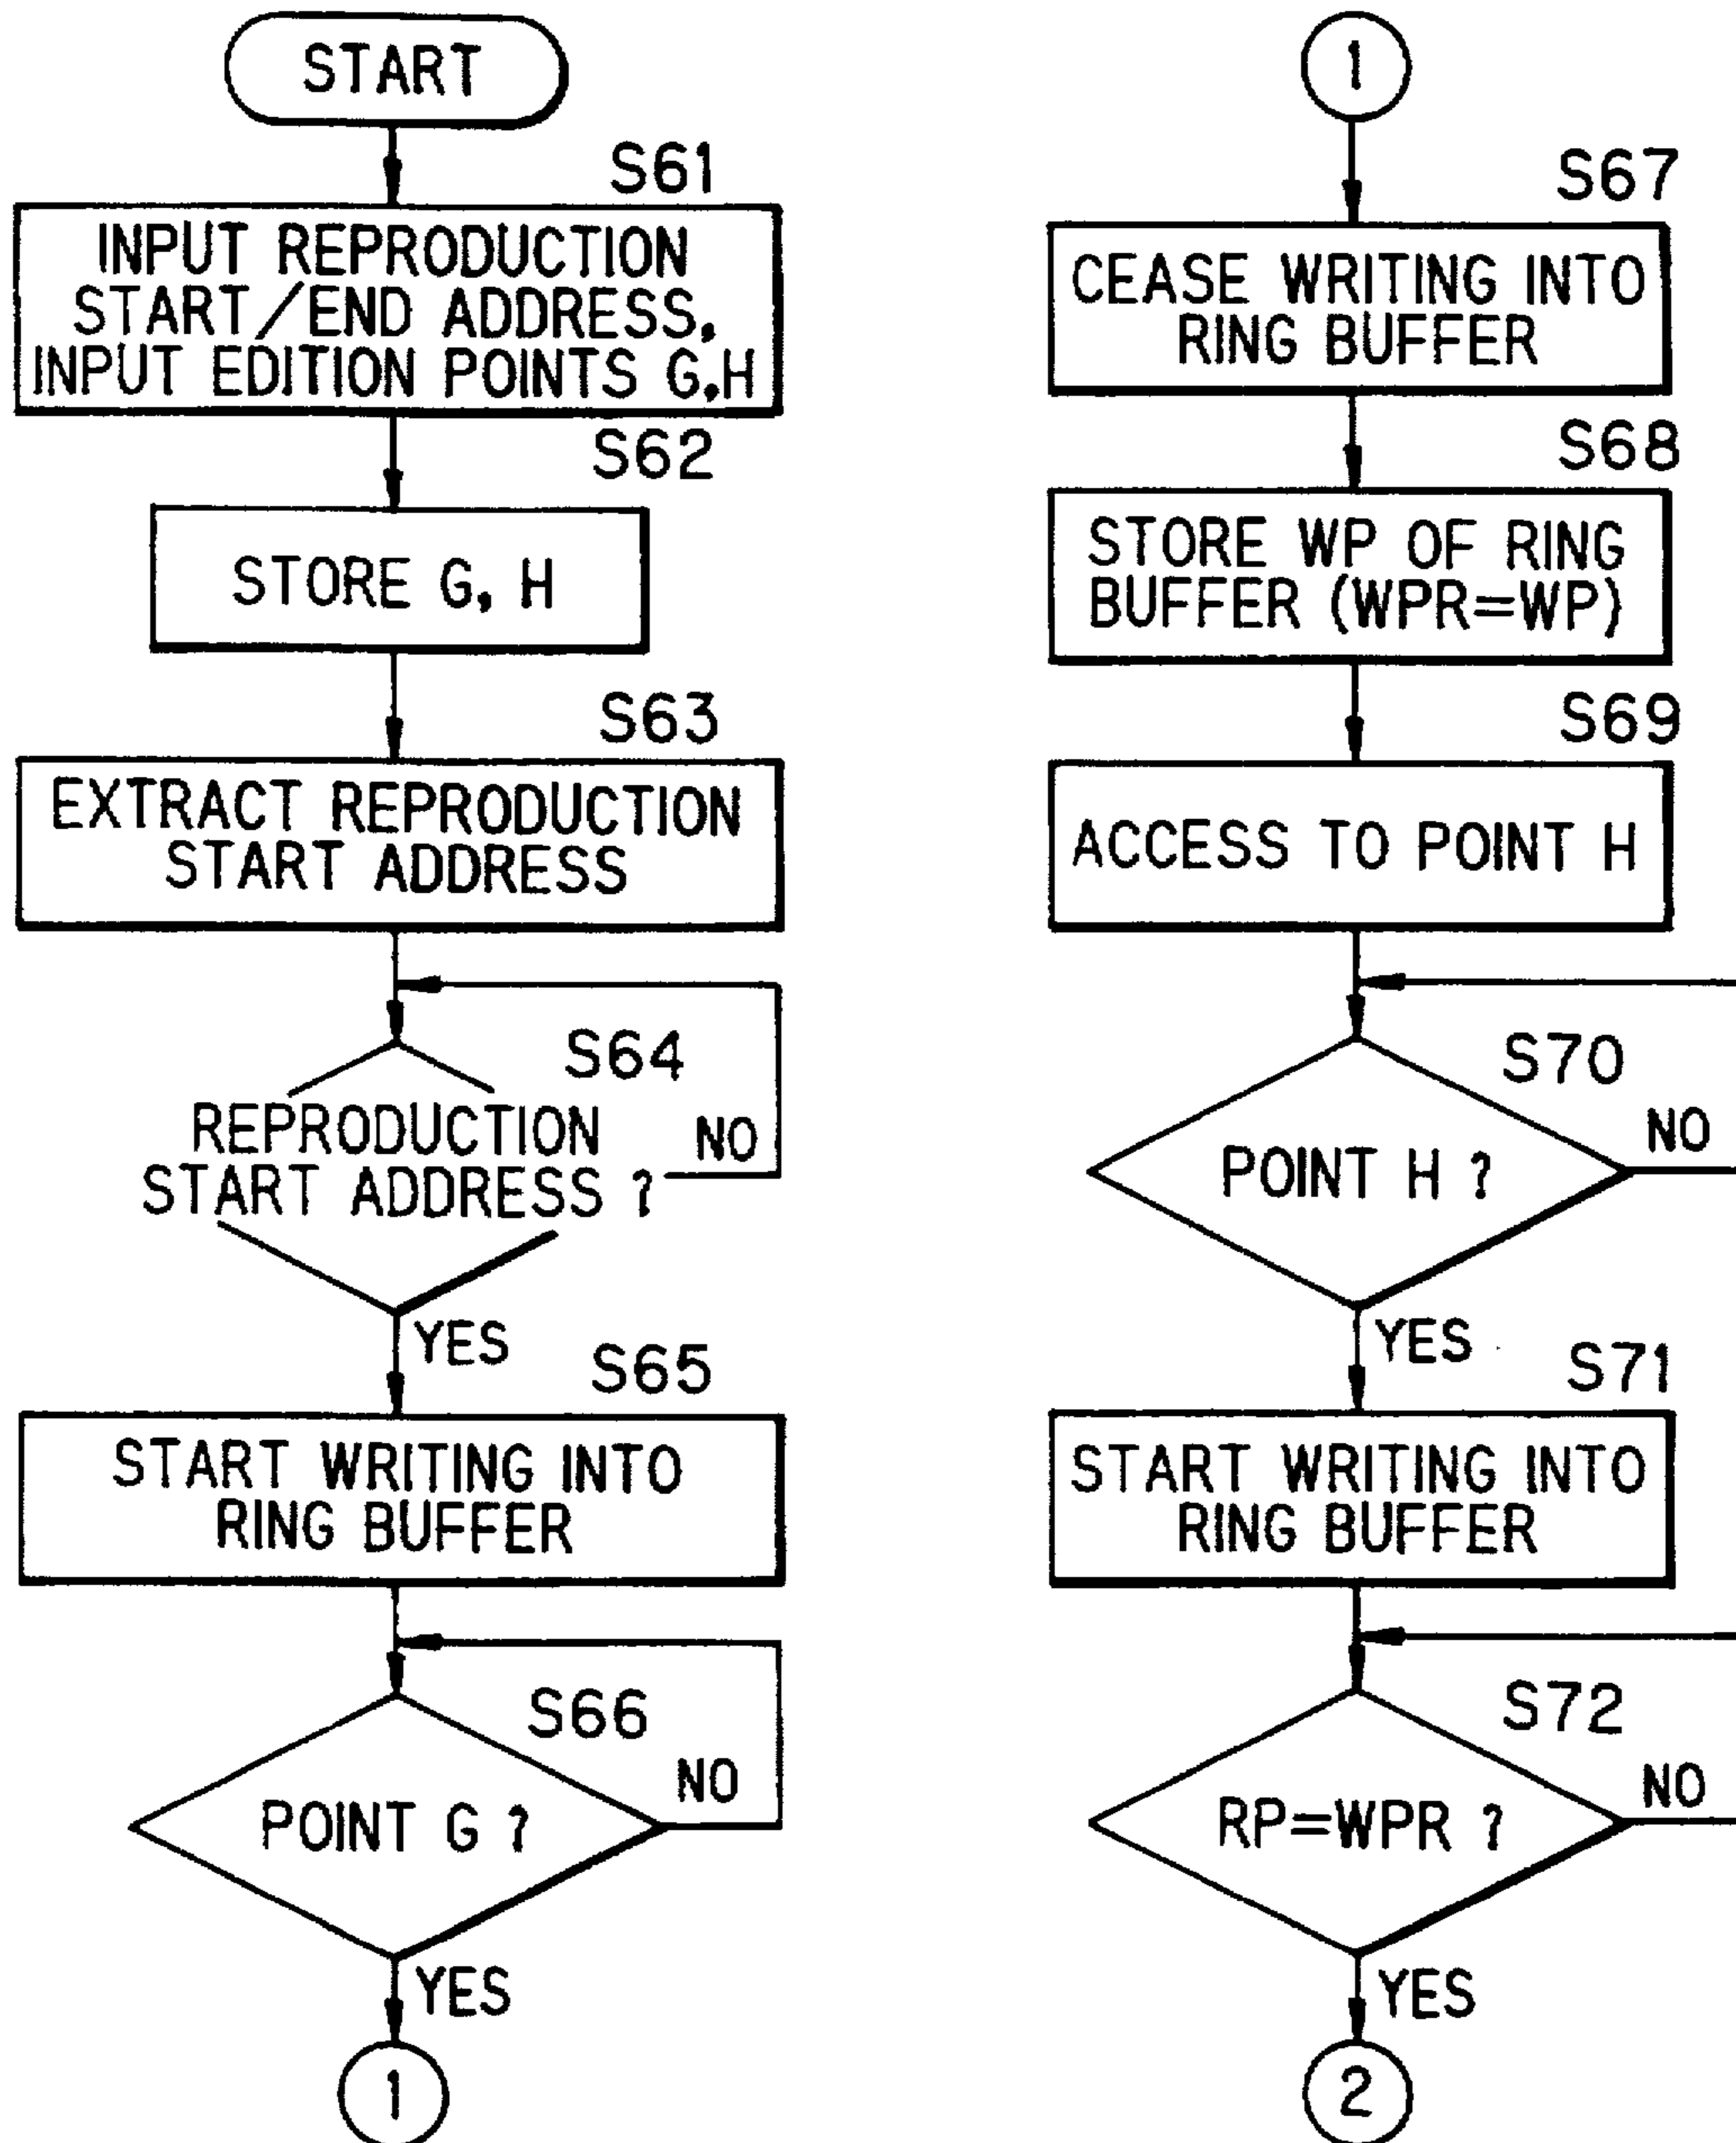 START
S61
INPUT REPRODUCTION
START/END ADDRESS,
INPUT EDITION POINTS G,H
S62
STORE G, H
S63
EXTRACT REPRODUCTION
START ADDRESS
S64
REPRODUCTION
START ADDRESS ?
NO
YES
S65
START WRITING INTO
RING BUFFER
S66
POINT G ?
NO
YES
1
1
S67
CEASE WRITING INTO
RING BUFFER
S68
STORE WP OF RING
BUFFER (WPR=WP)
S69
ACCESS TO POINT H
S70
POINT H ?
NO
YES
S71
START WRITING INTO
RING BUFFER
S72
RP=WPR ?
NO
YES
2